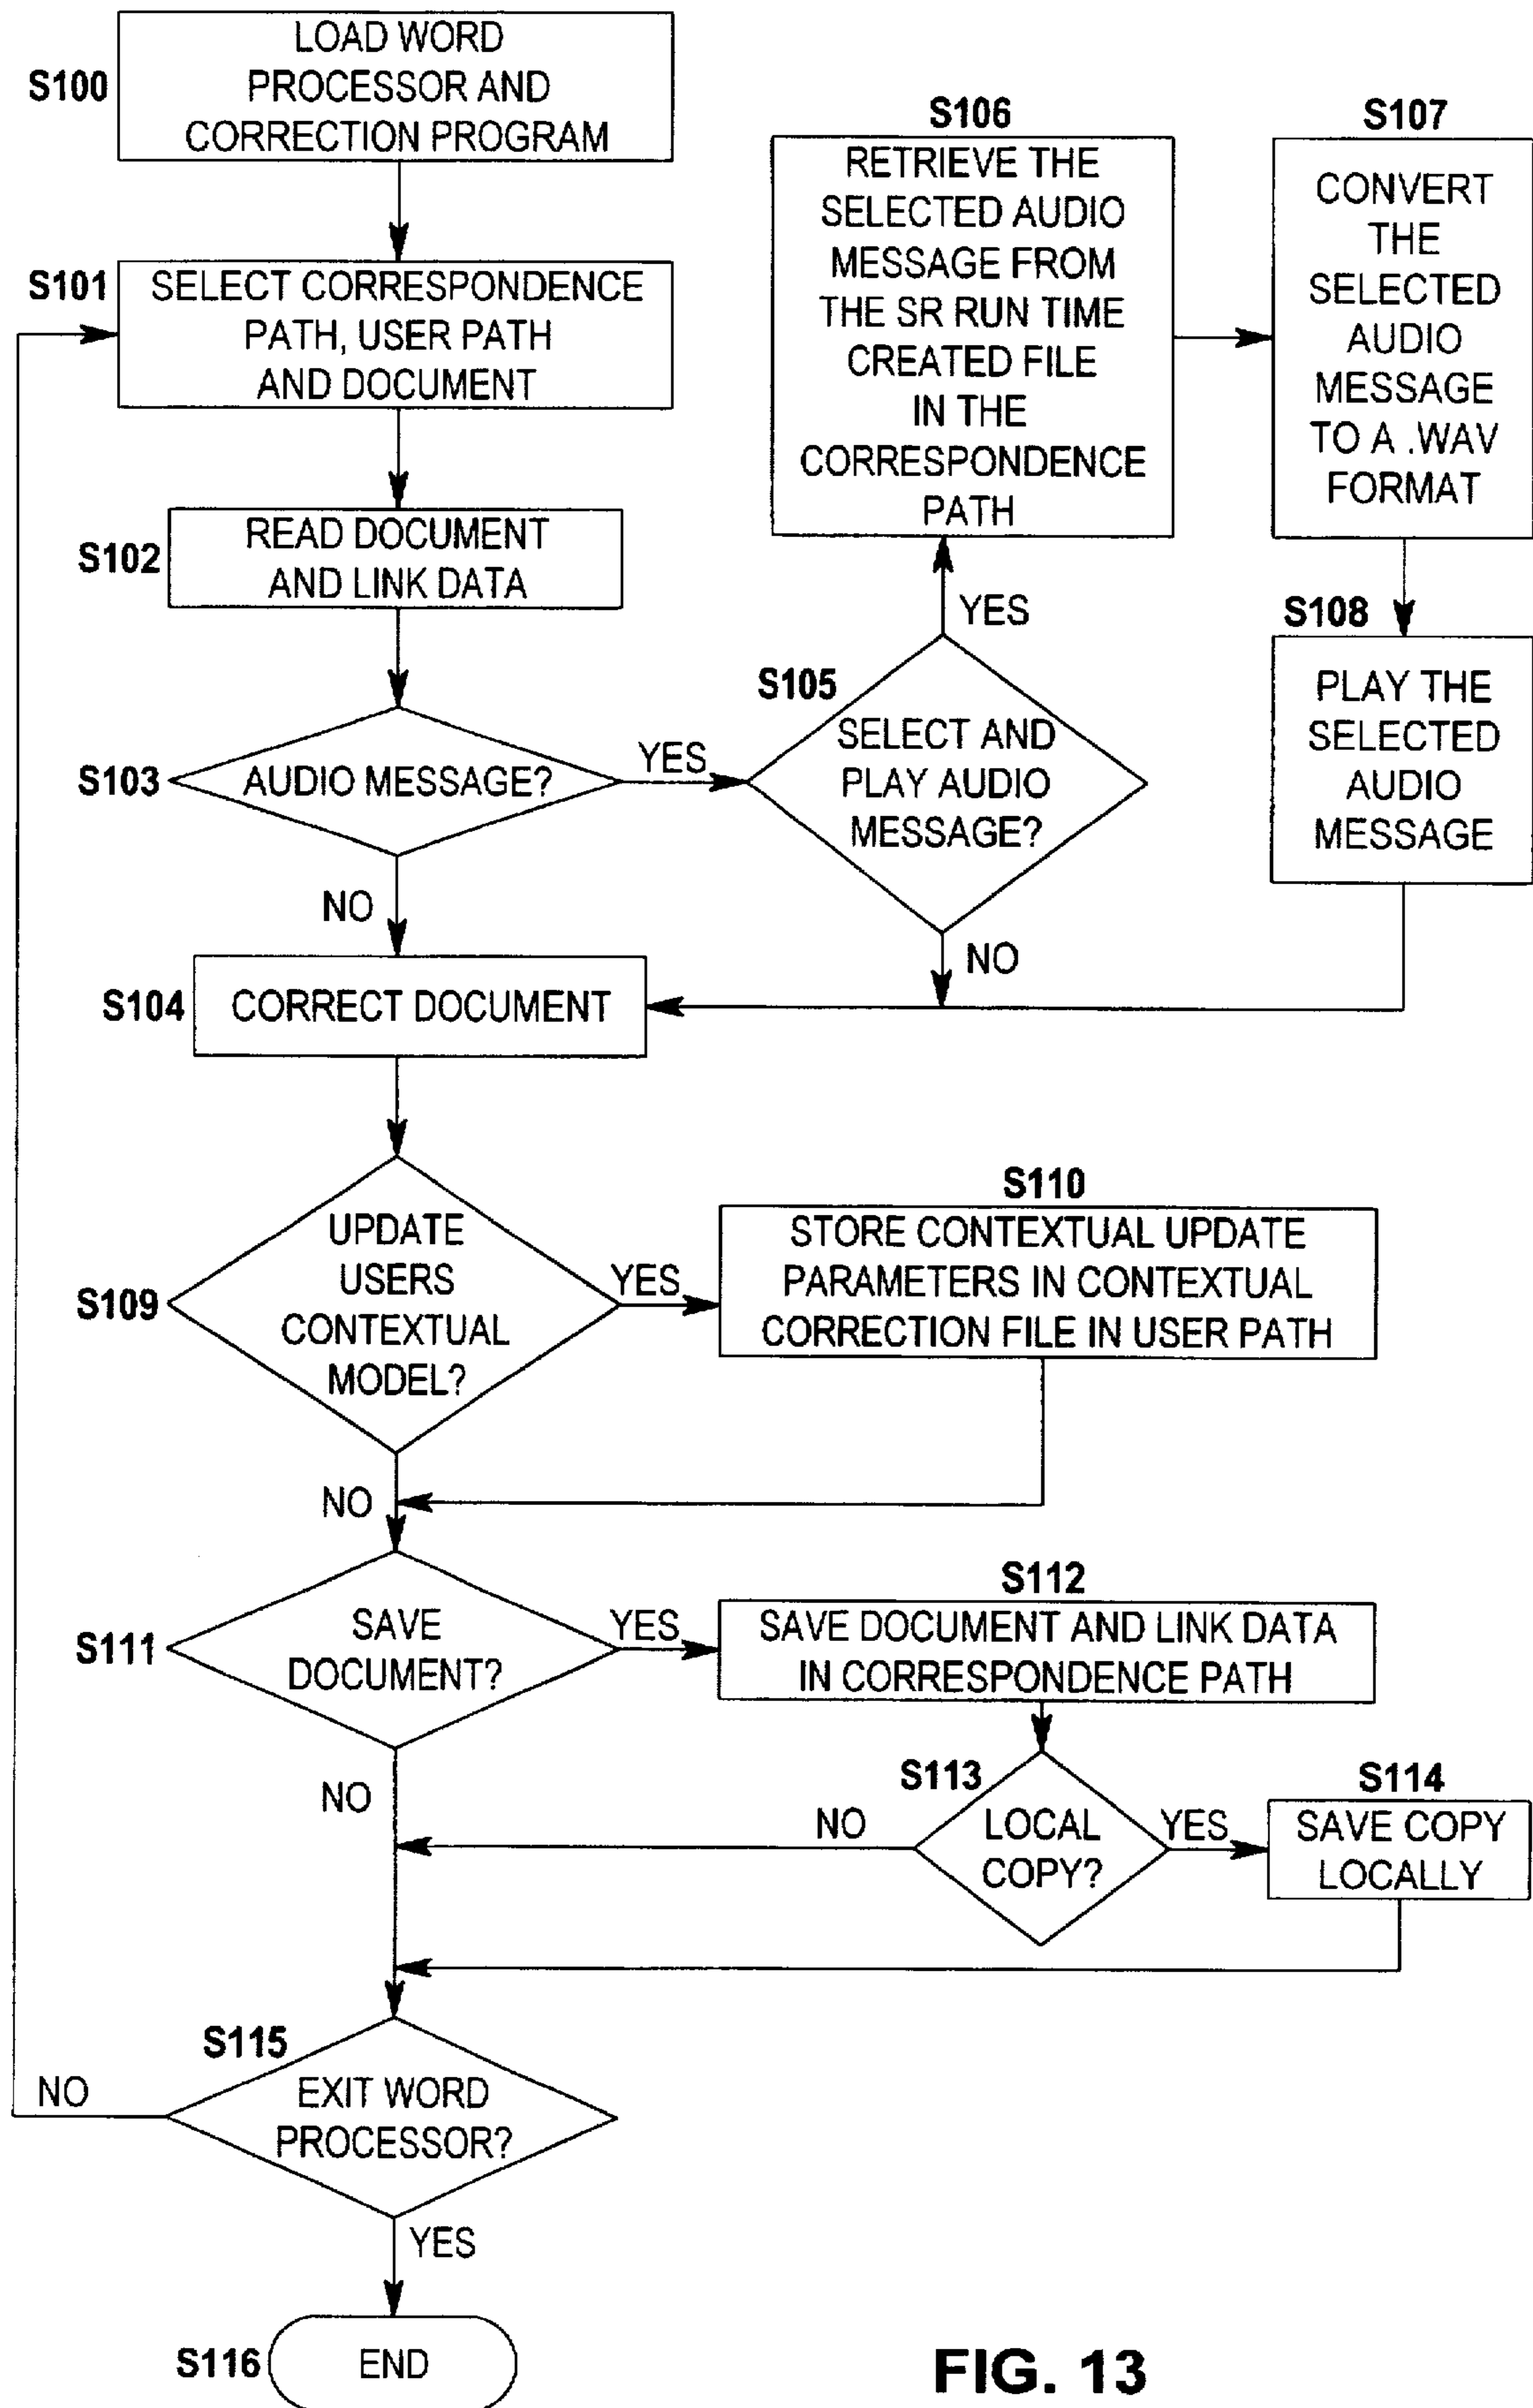 S100
LOAD WORD
PROCESSOR AND
CORRECTION PROGRAM
S101
SELECT CORRESPONDENCE
PATH, USER PATH
AND DOCUMENT
S102
READ DOCUMENT
AND LINK DATA
S103
AUDIO MESSAGE?
YES
NO
S105
SELECT AND
PLAY AUDIO
MESSAGE?
YES
NO
S106
RETRIEVE THE
SELECTED AUDIO
MESSAGE FROM
THE SR RUN TIME
CREATED FILE
IN THE
CORRESPONDENCE
PATH
S107
CONVERT
THE
SELECTED
AUDIO
MESSAGE
TO A .WAV
FORMAT
S108
PLAY THE
SELECTED
AUDIO
MESSAGE
S104
CORRECT DOCUMENT
S109
UPDATE
USERS
CONTEXTUAL
MODEL?
YES
NO
S110
STORE CONTEXTUAL UPDATE
PARAMETERS IN CONTEXTUAL
CORRECTION FILE IN USER PATH
S111
SAVE
DOCUMENT?
YES
NO
S112
SAVE DOCUMENT AND LINK DATA
IN CORRESPONDENCE PATH
S113
LOCAL
COPY?
NO
YES
S114
SAVE COPY
LOCALLY
S115
EXIT WORD
PROCESSOR?
NO
YES
S116
END
FIG. 13